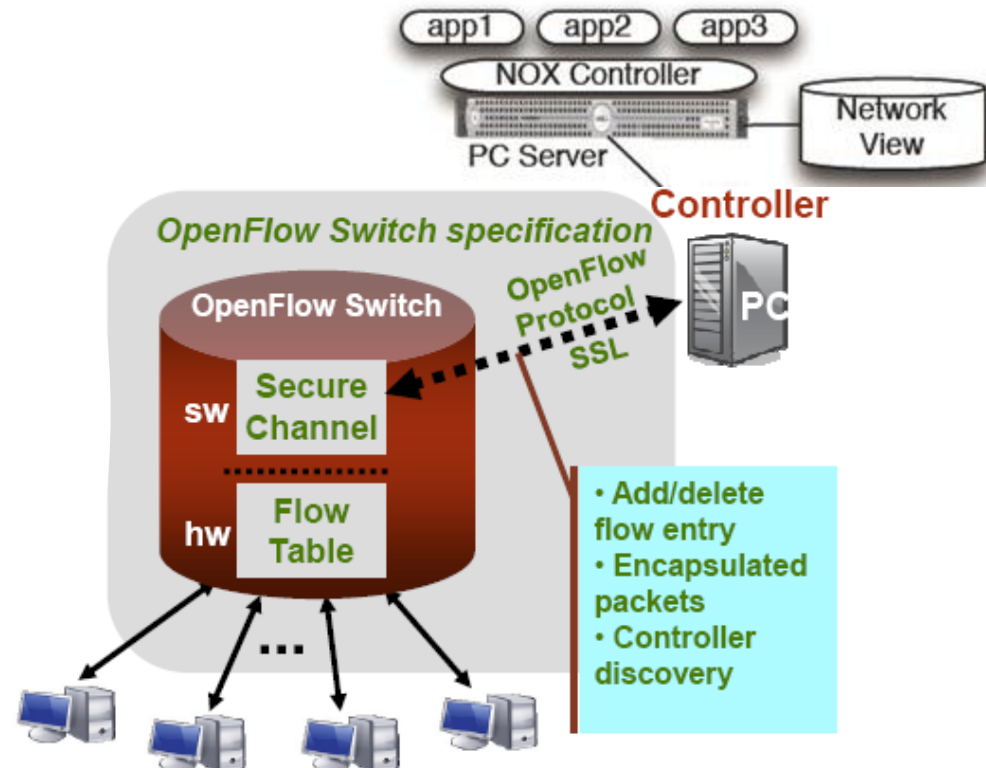 app1
app2
app3
NOX Controller
Network
View
PC Server
Controller
OpenFlow Switch specification
OpenFlow
Protocol
SSL
PC
OpenFlow Switch
sw
Secure
Channel
hw
Flow
Table
...
• Add/delete
flow entry
• Encapsulated
packets
• Controller
discovery